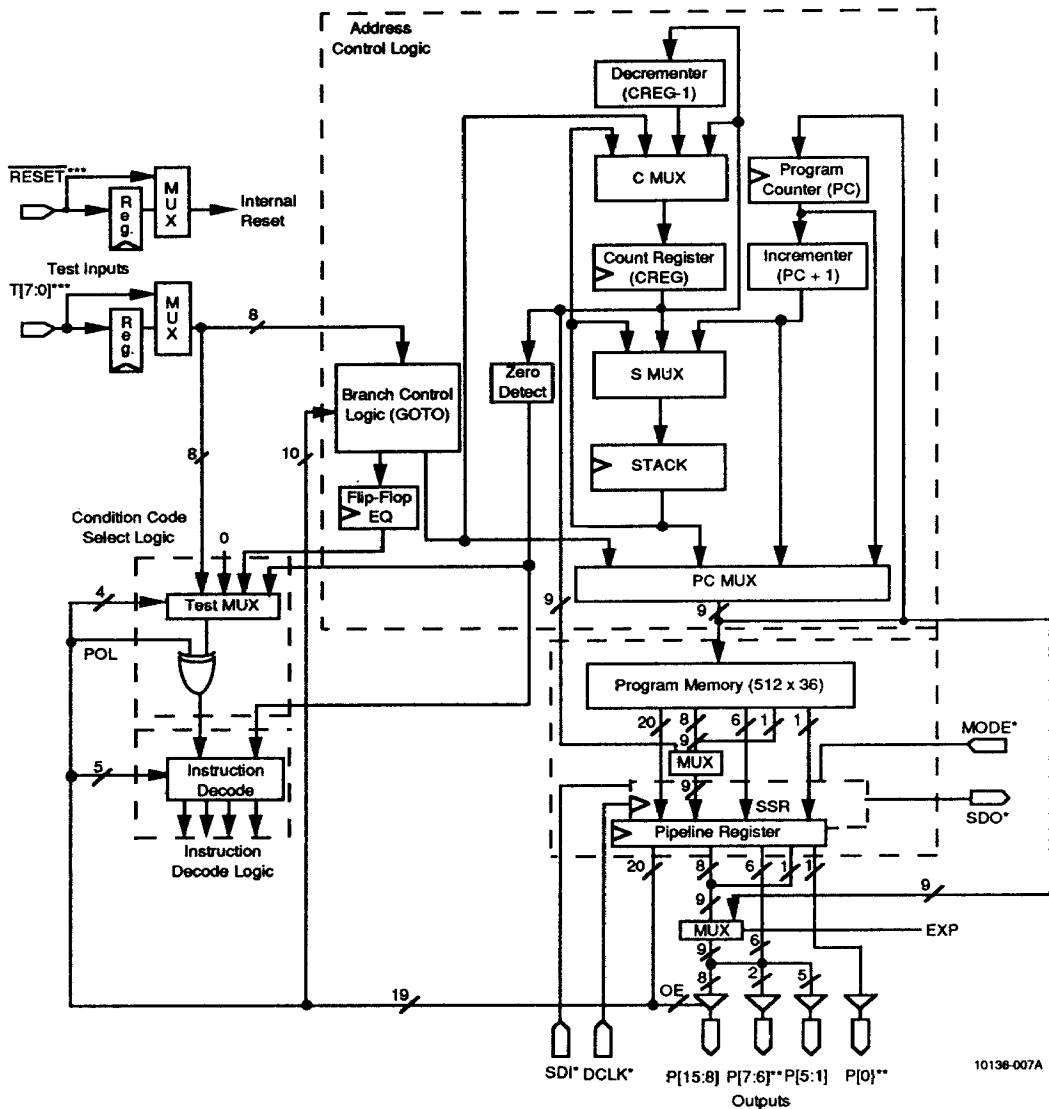 Address
Control Logic
Decrementer
(CREG-1)
C MUX
Program
Counter (PC)
RESET***
Reg.
MUX
Internal
Reset
Count Register
(CREG)
Incrementer
(PC + 1)
Test Inputs
T[7:0]***
Reg.
MUX
8
S MUX
Zero
Detect
Branch Control
Logic (GOTO)
8
10
STACK
Flip-Flop
EQ
Condition Code
Select Logic
0
PC MUX
4
Test MUX
9
9
POL
Program Memory (512 x 36)
20
8
6
1
1
9
MODE*
MUX
5
Instruction
Decode
9
SSR
SDO*
Pipeline Register
Instruction
Decode Logic
20
8
6
1
1
9
9
MUX
EXP
6
9
19
OE
8
2
5
SDI*
DCLK*
P[15:8]
P[7:6]**
P[5:1]
P[0}**
Outputs
10136-007A